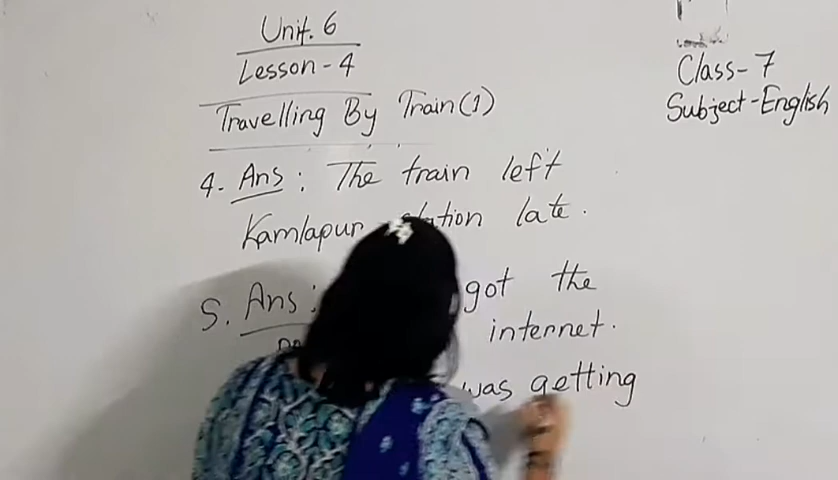 Unit. 6
Lesson-4
Travelling By Train(1)
Class-7
Subject-English
4. Ans: The train left
Kamlapur station late.
5. Ans: got the
internet.
was getting